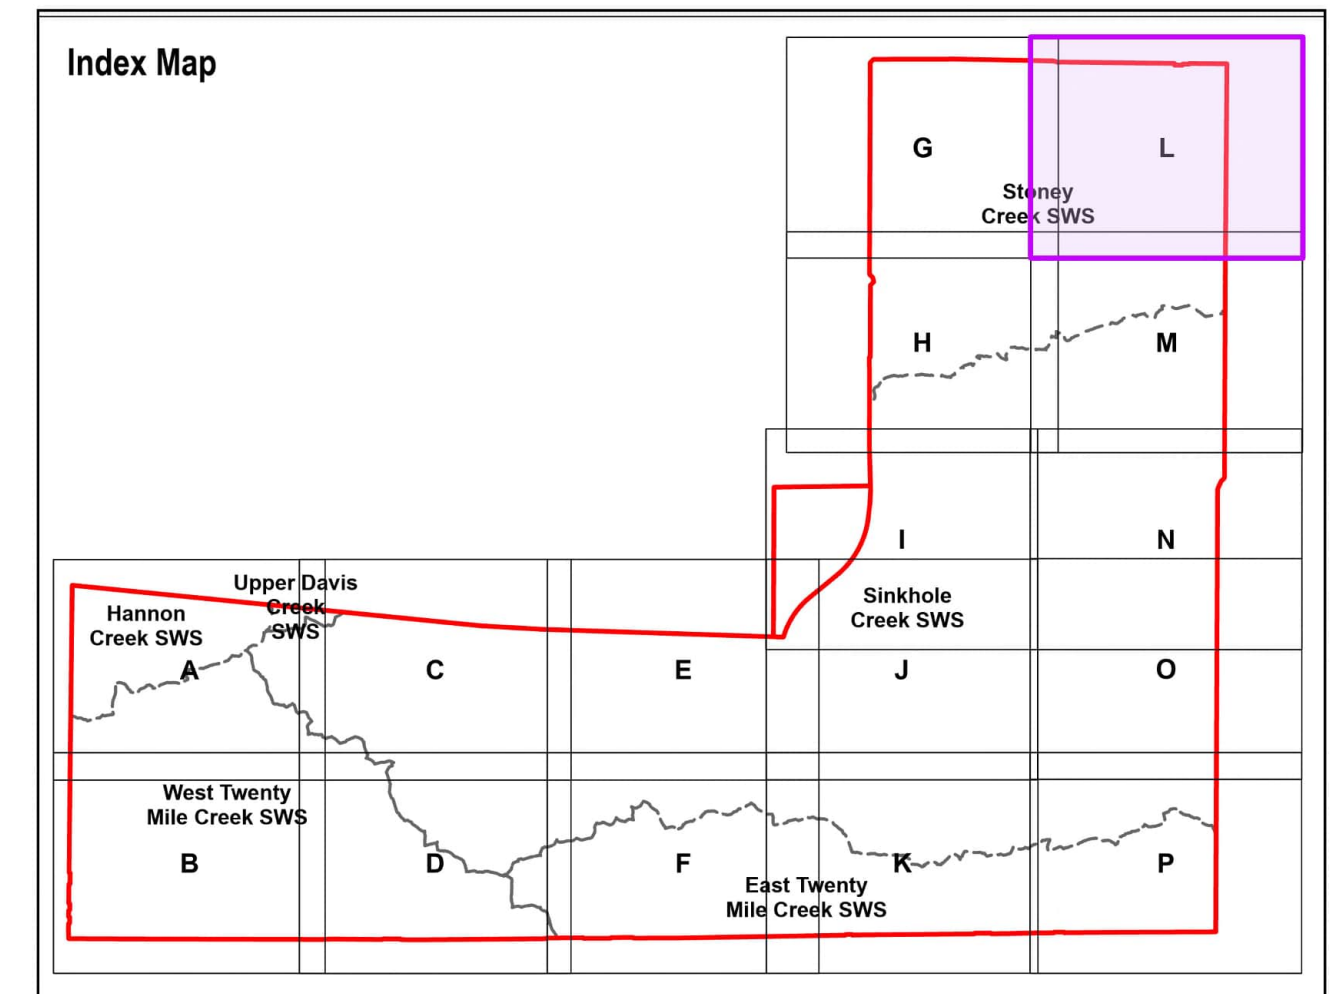 Index Map
G
L
Stoney
Creek SWS
H
M
I
N
Sinkhole
Creek SWS
Upper Davis
Creek
SWS
Hannon
Creek SWS
A
C
E
J
O
West Twenty
Mile Creek SWS
B
D
F
K
P
East Twenty
Mile Creek SWS